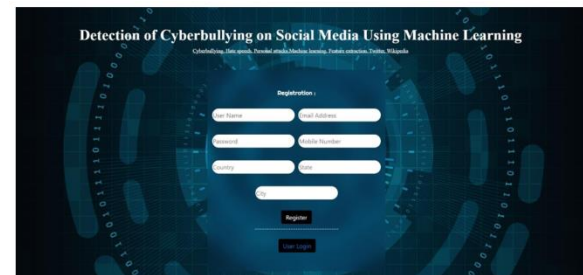 Detection of Cyberbullying on Social Media Using Machine Learning
Cyberbullying, Hate speech, Personal attacks,Machine learning, Feature extraction, Twitter, Wikipedia
Registration :
User Name Email Address
Password Mobile Number
Country State
City
Register
User Login